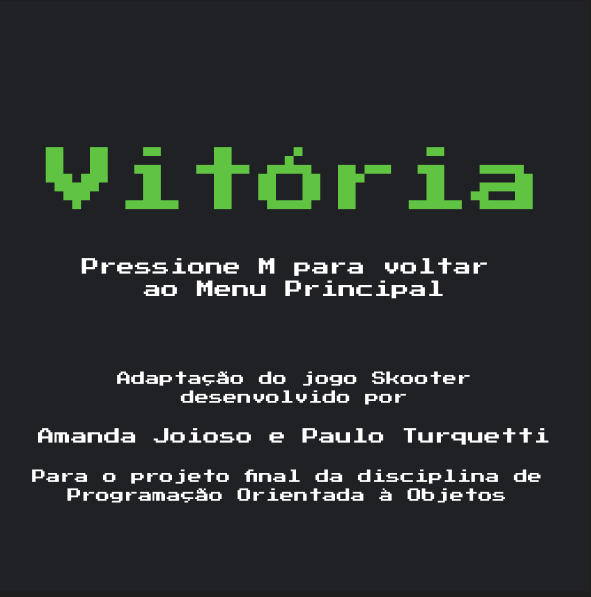 Vitória
Pressione M para voltar
ao Menu Principal
Adaptação do jogo Skooter
desenvolvido por
Amanda Joioso e Paulo Turquetti
Para o projeto final da disciplina de
Programação Orientada à Objetos